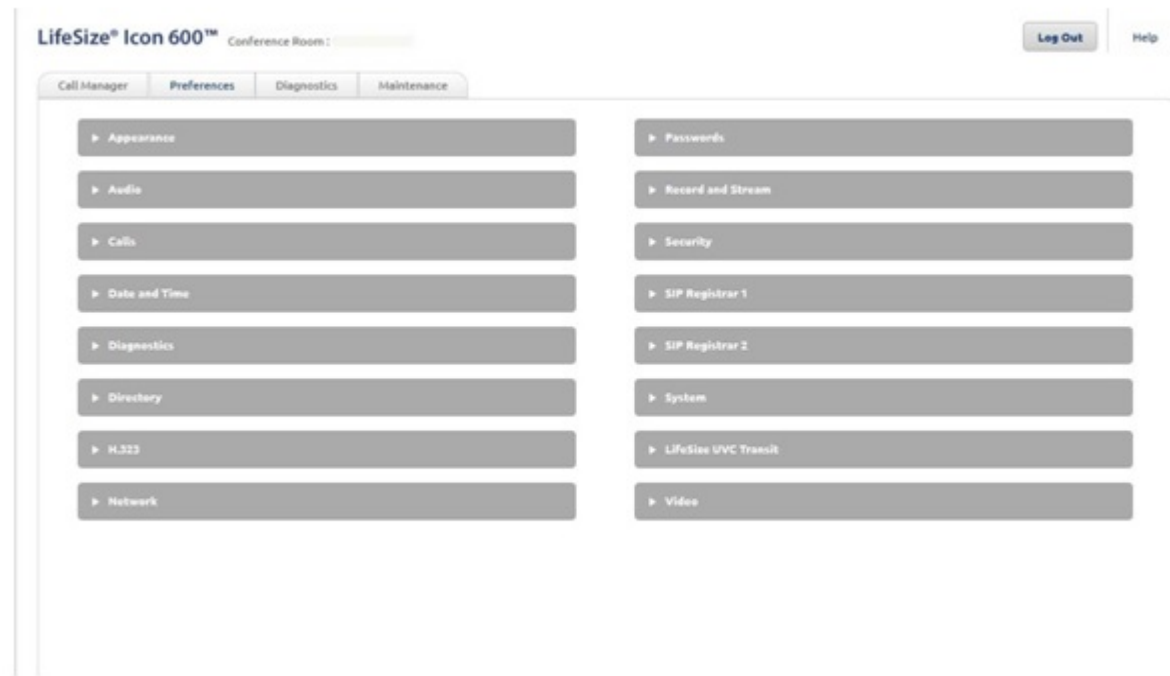 LifeSize® Icon 600™ Conference Room :
Log Out
Help
Call Manager
Preferences
Diagnostics
Maintenance
Appearance
Audio
Calls
Date and Time
Diagnostics
Directory
H.323
Network
Passwords
Record and Stream
Security
SIP Registrar 1
SIP Registrar 2
System
LifeSize UVC Transit
Video